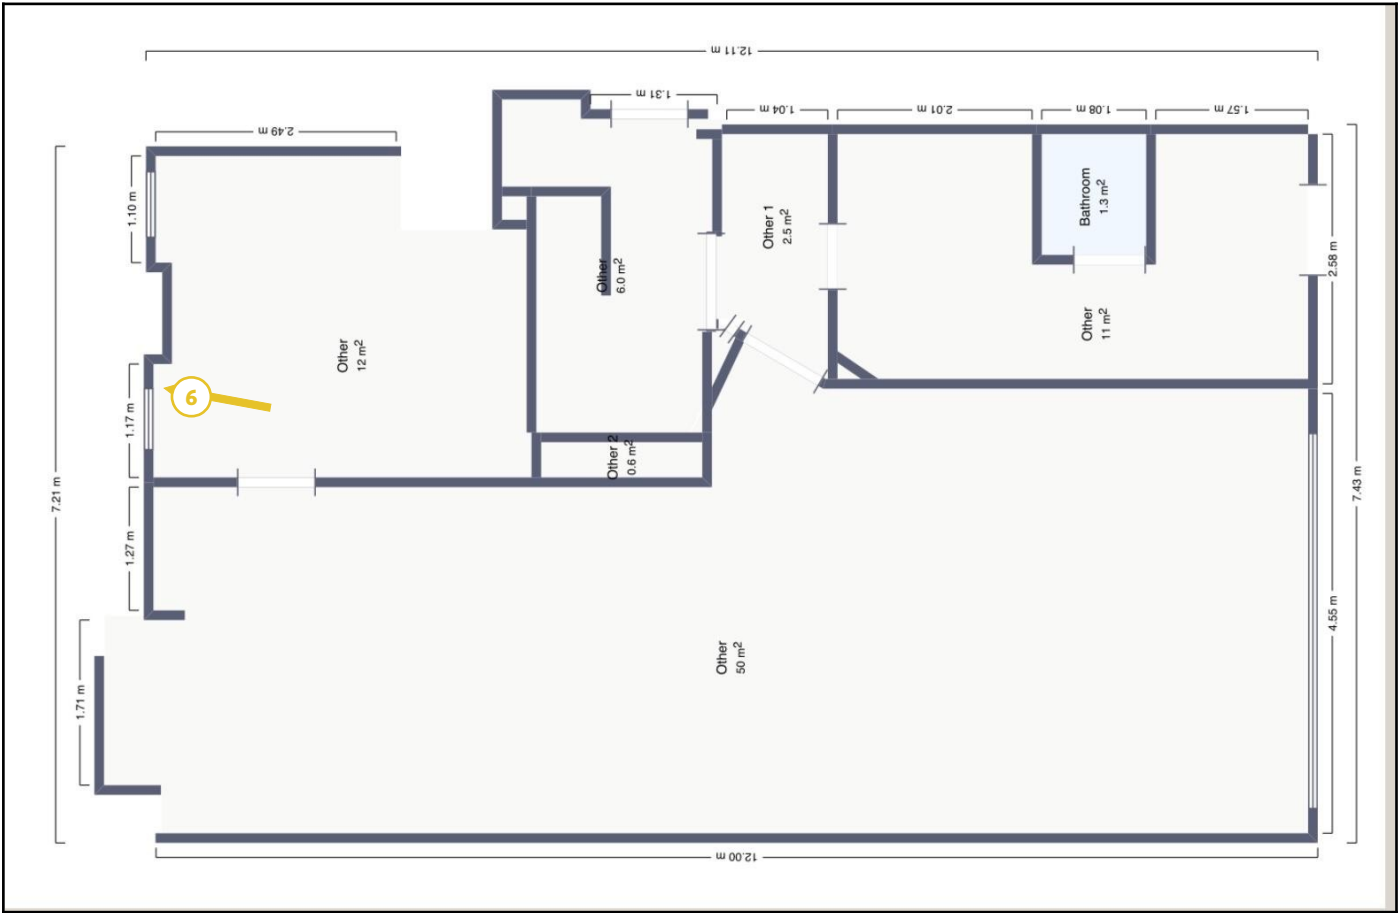 12.11 m
1.31 m
1.04 m
2.01 m
1.08 m
1.57 m
2.49 m
1.10 m
Bathroom
1.3 m²
Other 1
2.5 m²
2.58 m
Other
6.0 m²
Other
11 m²
Other
12 m²
6
1.17 m
Other 2
0.6 m²
7.21 m
7.43 m
1.27 m
4.55 m
Other
50 m²
1.71 m
12.00 m